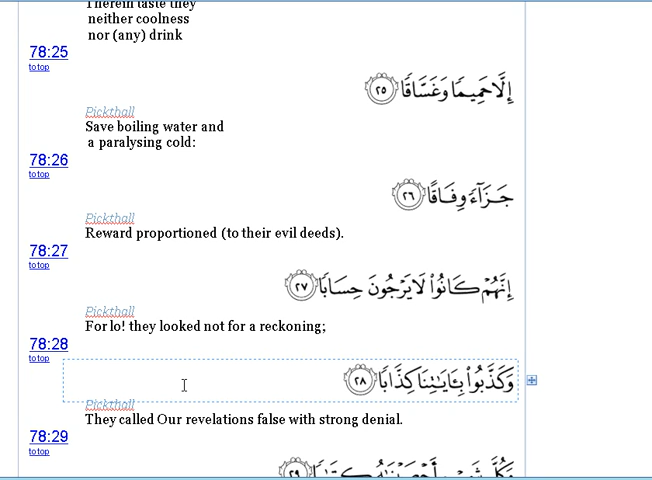 Therein taste they
neither coolness
nor (any) drink
78:25
to top
إِلَّا حَمِيمًا وَغَسَّاقًا ٢٥
Pickthall
Save boiling water and
a paralysing cold:
78:26
to top
جَزَآءً وِفَاقًا ٢٦
Pickthall
Reward proportioned (to their evil deeds).
78:27
to top
إِنَّهُمْ كَانُوا۟ لَا يَرْجُونَ حِسَابًا ٢٧
Pickthall
For lo! they looked not for a reckoning;
78:28
to top
وَكَذَّبُوا۟ بِـَٔايَـٰتِنَا كِذَّابًا ٢٨
Pickthall
They called Our revelations false with strong denial.
78:29
to top